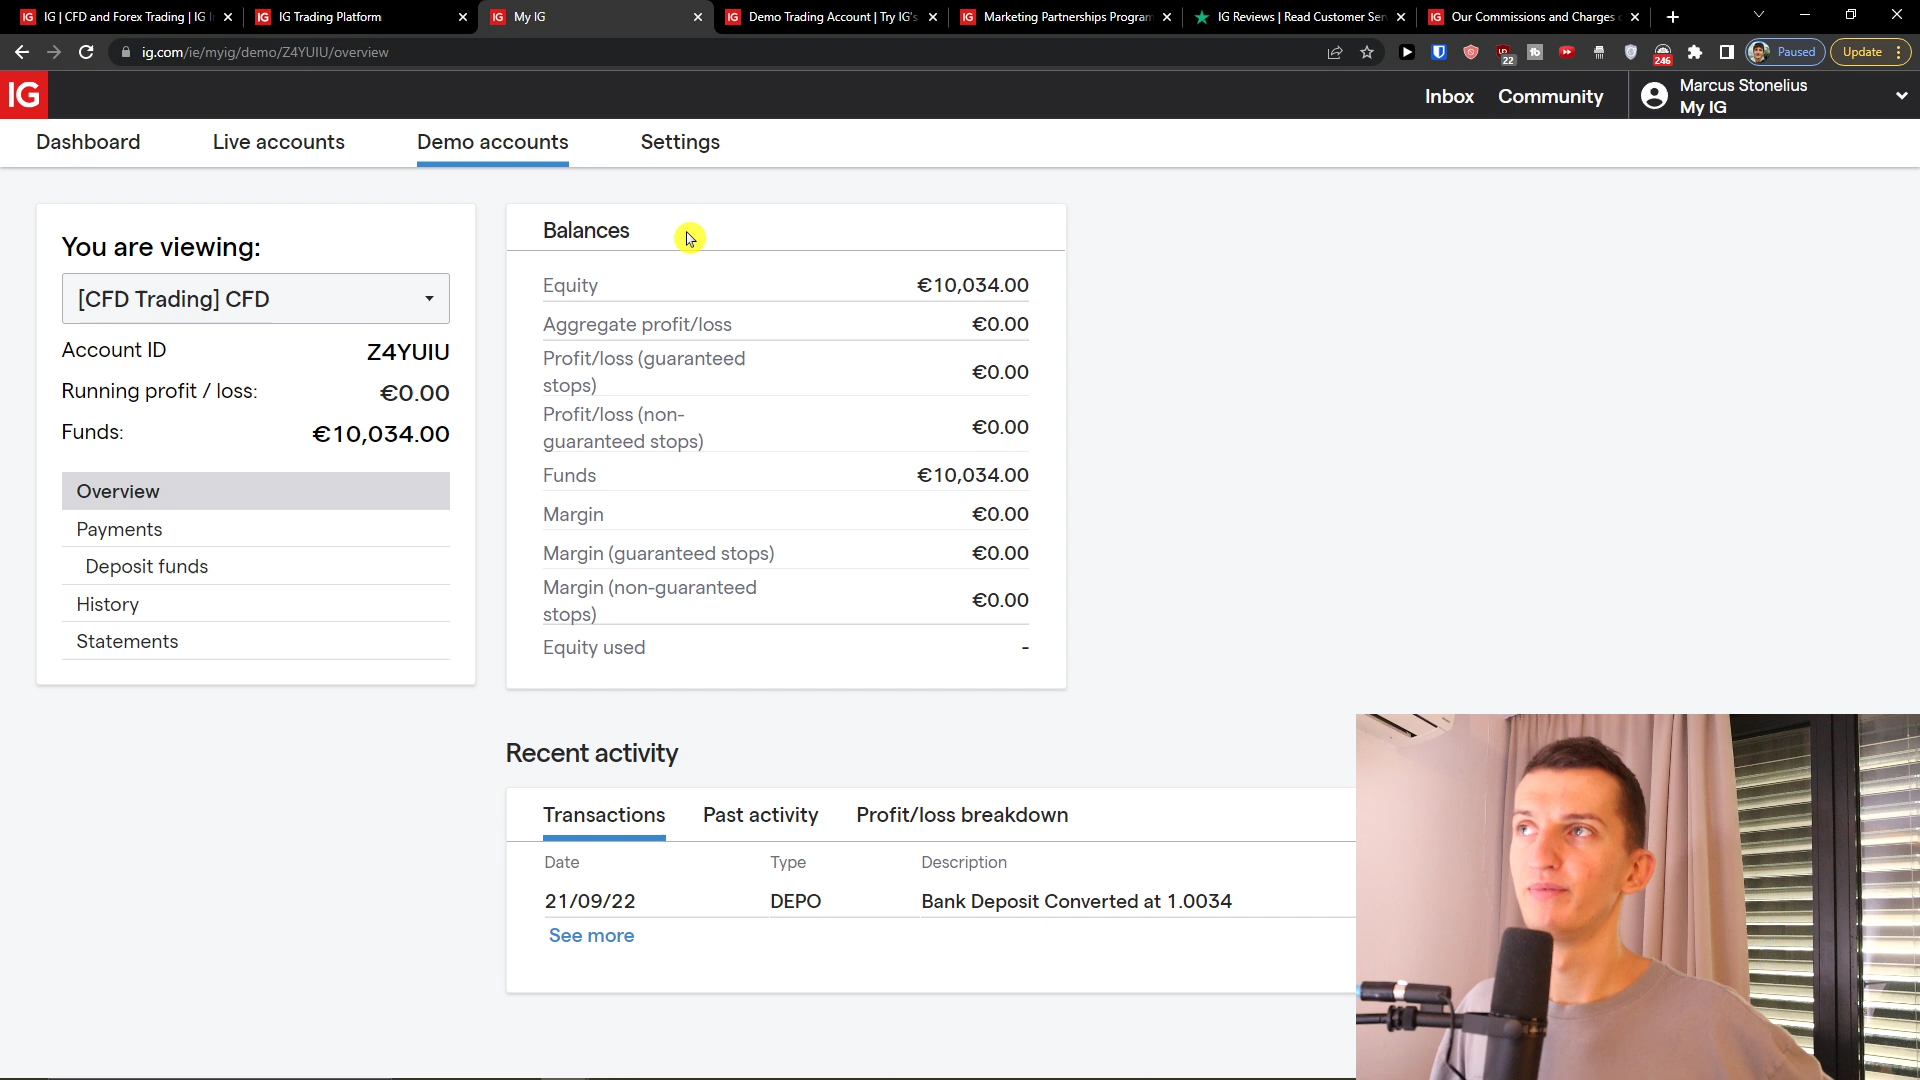 IG | CFD and Forex Trading | IG
IG Trading Platform
My IG
Demo Trading Account | Try IG's
Marketing Partnerships Program
IG Reviews | Read Customer Ser
Our Commissions and Charges
ig.com/ie/myig/demo/Z4YUIU/overview
22
246
Paused
Update
IG
Inbox
Community
Marcus Stonelius
My IG
Dashboard
Live accounts
Demo accounts
Settings
You are viewing:
[CFD Trading] CFD
Account ID Z4YUIU
Running profit / loss: €0.00
Funds: €10,034.00
Overview
Payments
Deposit funds
History
Statements
Balances
Equity €10,034.00
Aggregate profit/loss €0.00
Profit/loss (guaranteed
stops) €0.00
Profit/loss (non-
guaranteed stops) €0.00
Funds €10,034.00
Margin €0.00
Margin (guaranteed stops) €0.00
Margin (non-guaranteed
stops) €0.00
Equity used -
Recent activity
Transactions Past activity Profit/loss breakdown
Date Type Description
21/09/22 DEPO Bank Deposit Converted at 1.0034
See more